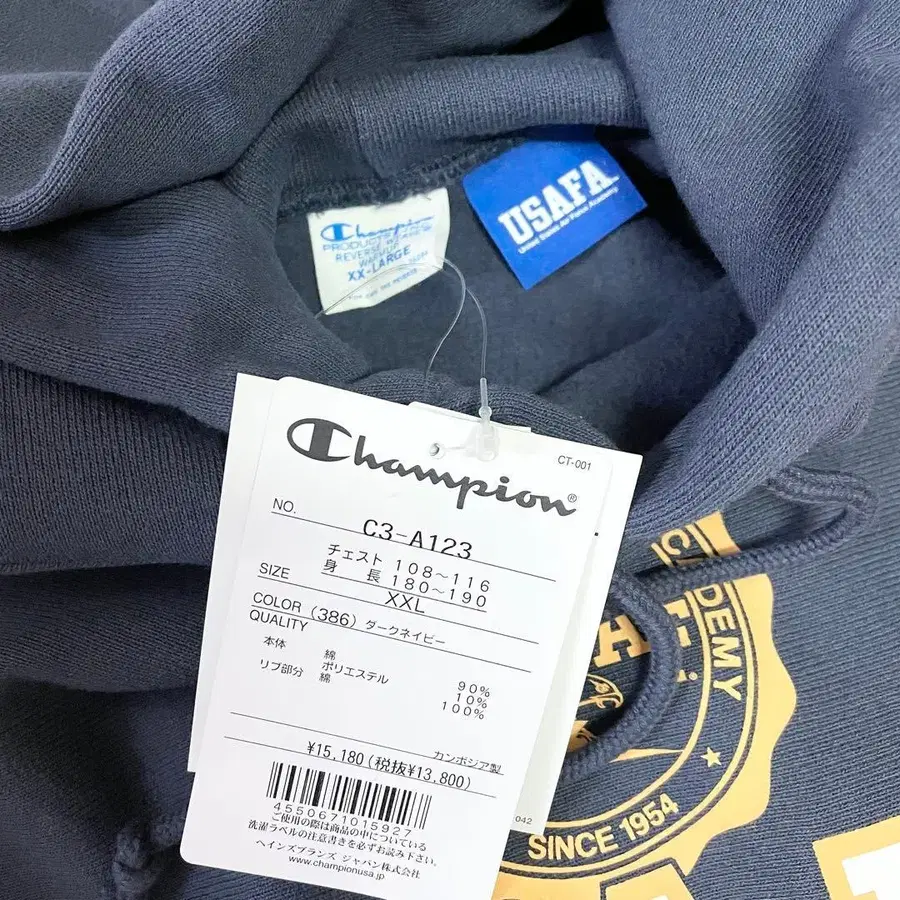 Champion
PRODUCTS
REVERSE WEAVE
WARMUP
XX-LARGE
USAFA
United States Air Force Academy
Champion®
CT-001
NO.
C3-A123
チェスト 108~116
身 長 180~190
SIZE
XXL
COLOR (386) ダークネイビー
QUALITY
本体 綿 90%
ポリエステル 10%
リブ部分 綿 100%
カンボジア製
¥15,180(税抜¥13,800)
4550671015927
ご使用の際は商品の中についている
洗濯ラベルの注意書きを必ずお読み下さい。
ヘインズブランズ ジャパン株式会社
www.championusa.jp
042
SINCE 1954